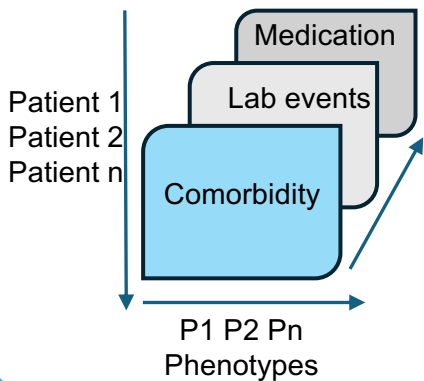 Medication
Lab events
Comorbidity
Patient 1
Patient 2
Patient n
P1 P2 Pn
Phenotypes